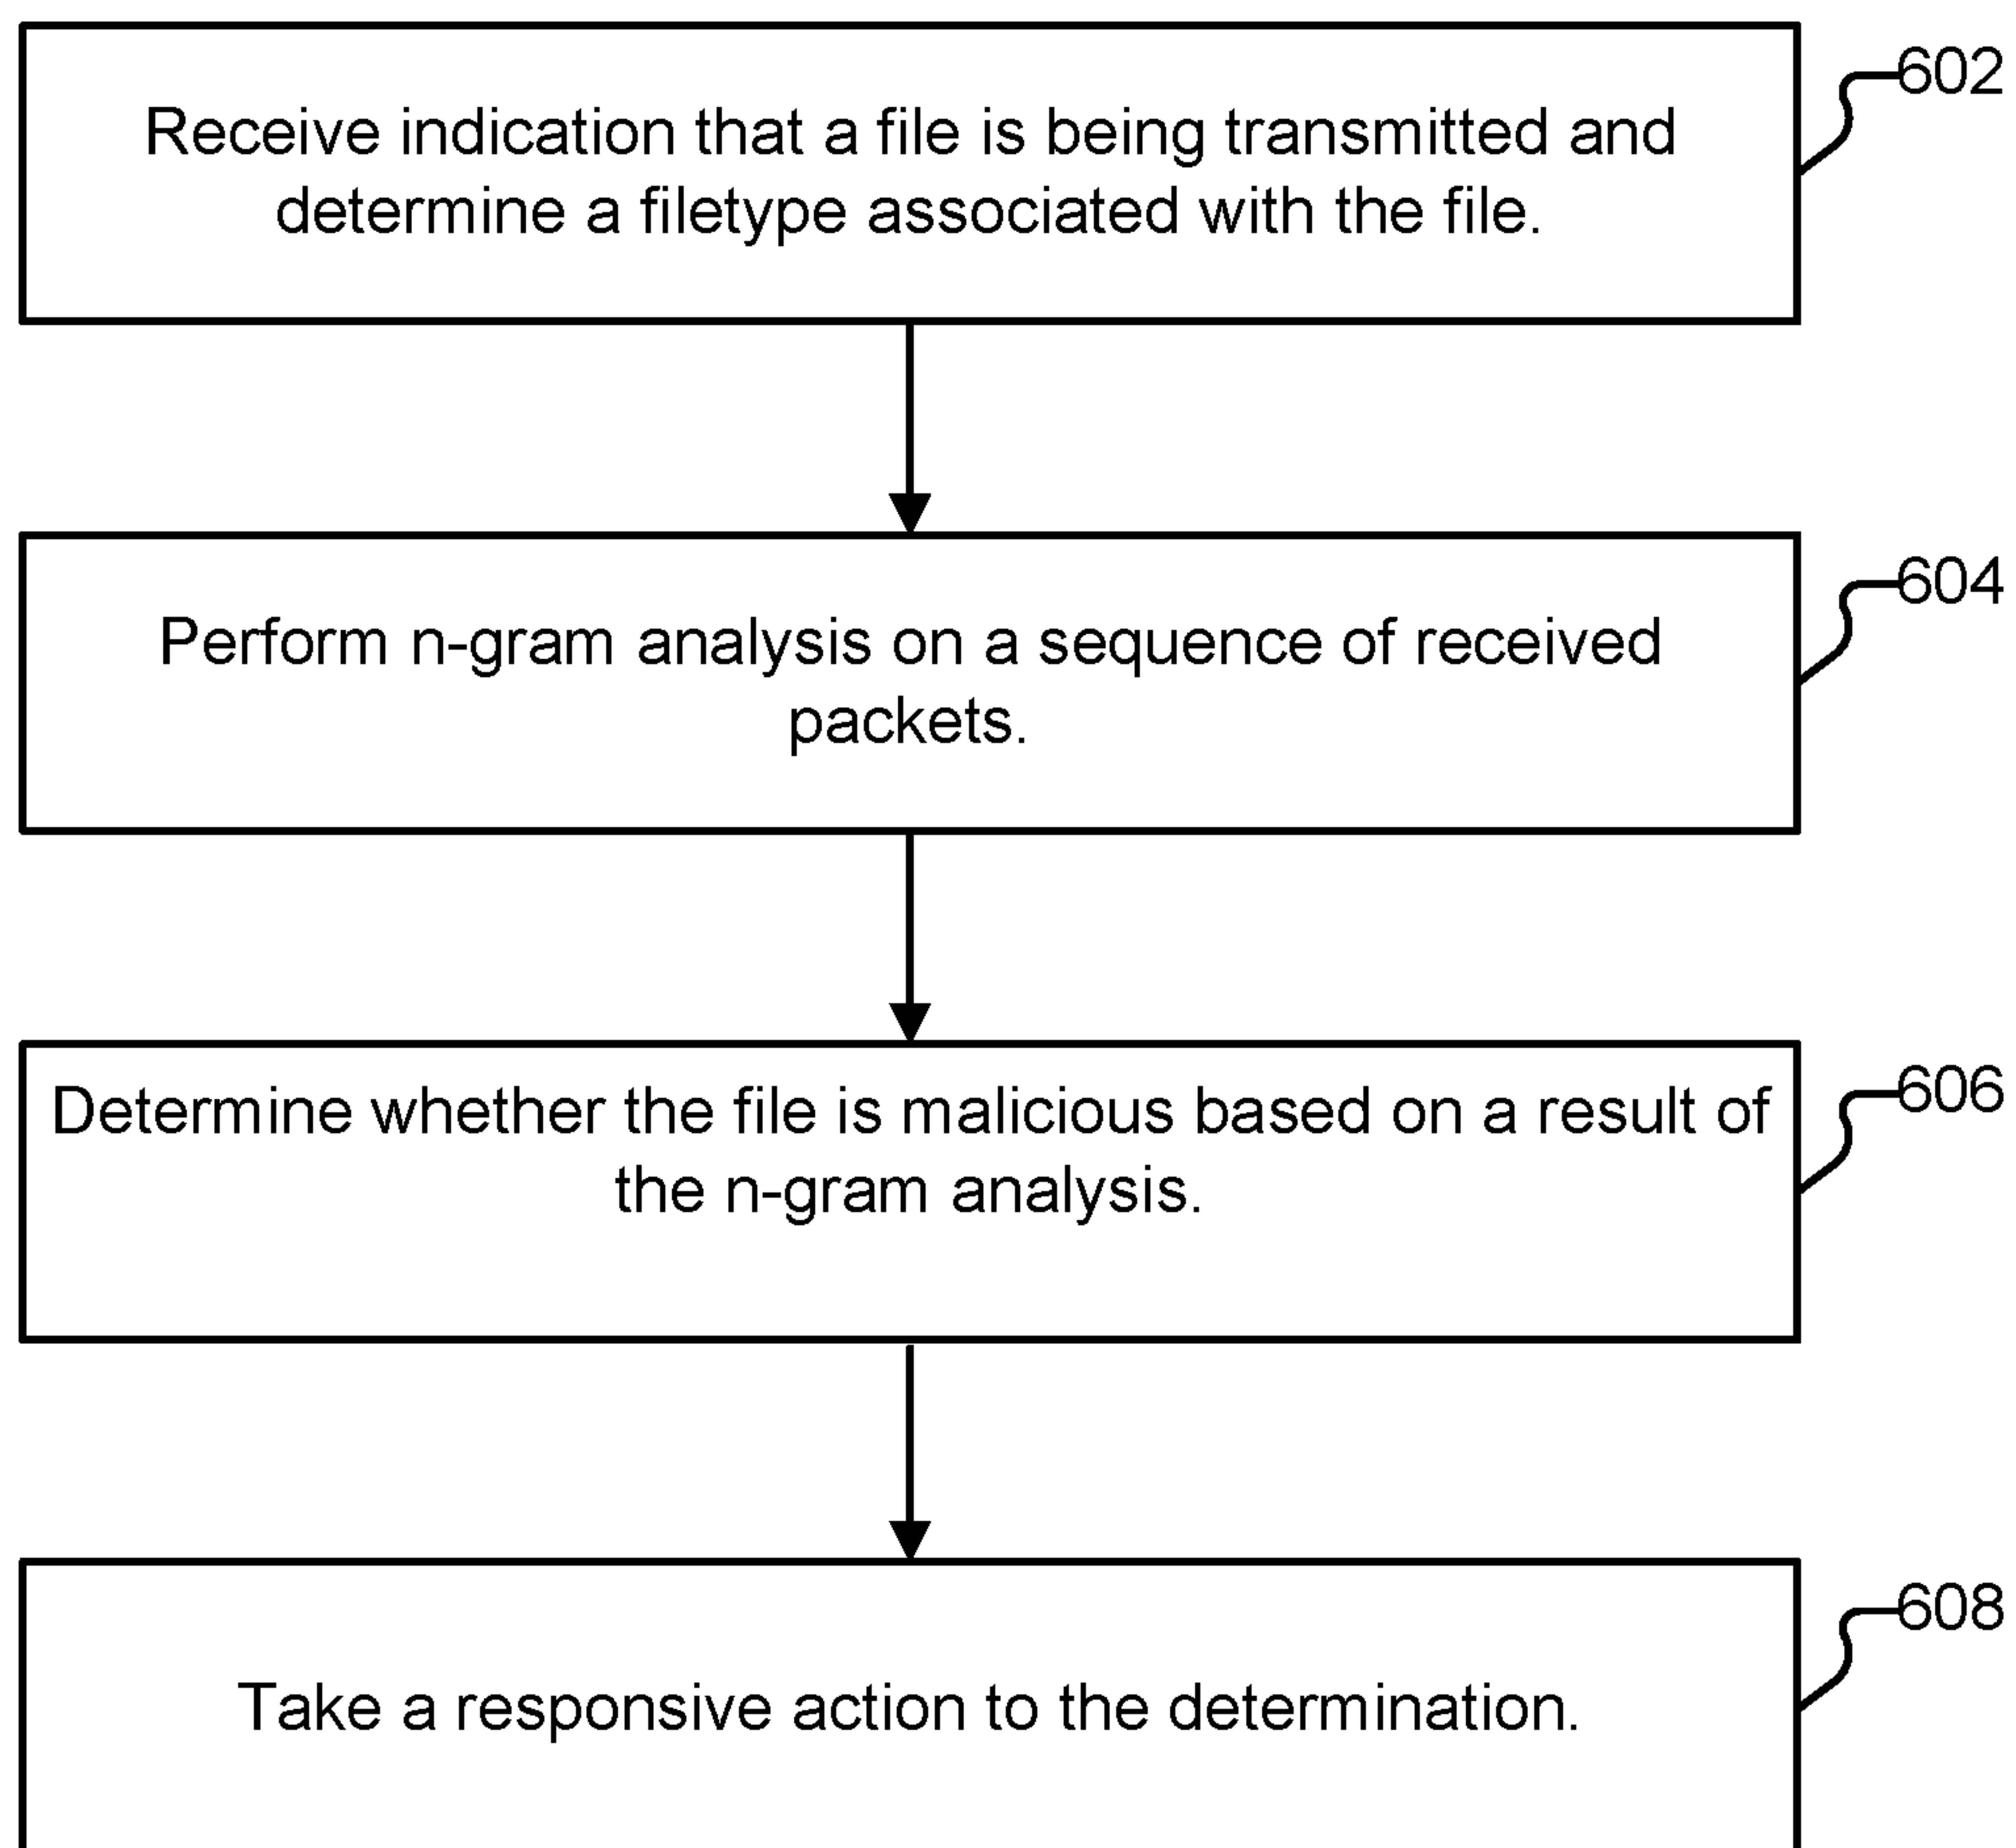 Receive indication that a file is being transmitted and
determine a filetype associated with the file.
602
Perform n-gram analysis on a sequence of received
packets.
604
Determine whether the file is malicious based on a result of
the n-gram analysis.
606
Take a responsive action to the determination.
608